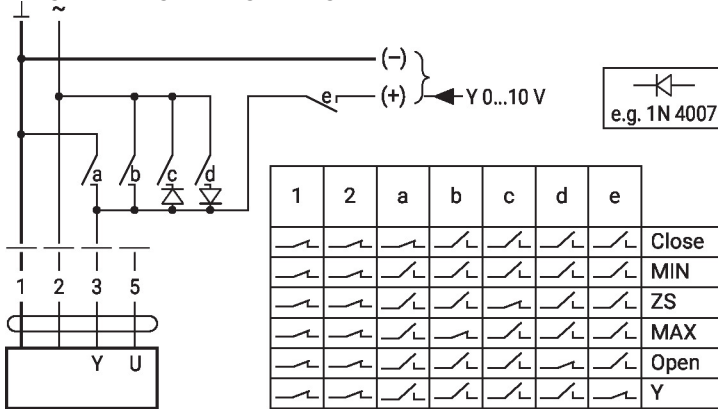 ~
(–)
e
(+)
Y 0...10 V
e.g. 1N 4007
a b c d
1 2 a b c d e
Close
MIN
ZS
MAX
Open
Y
1 2 3 5
Y U